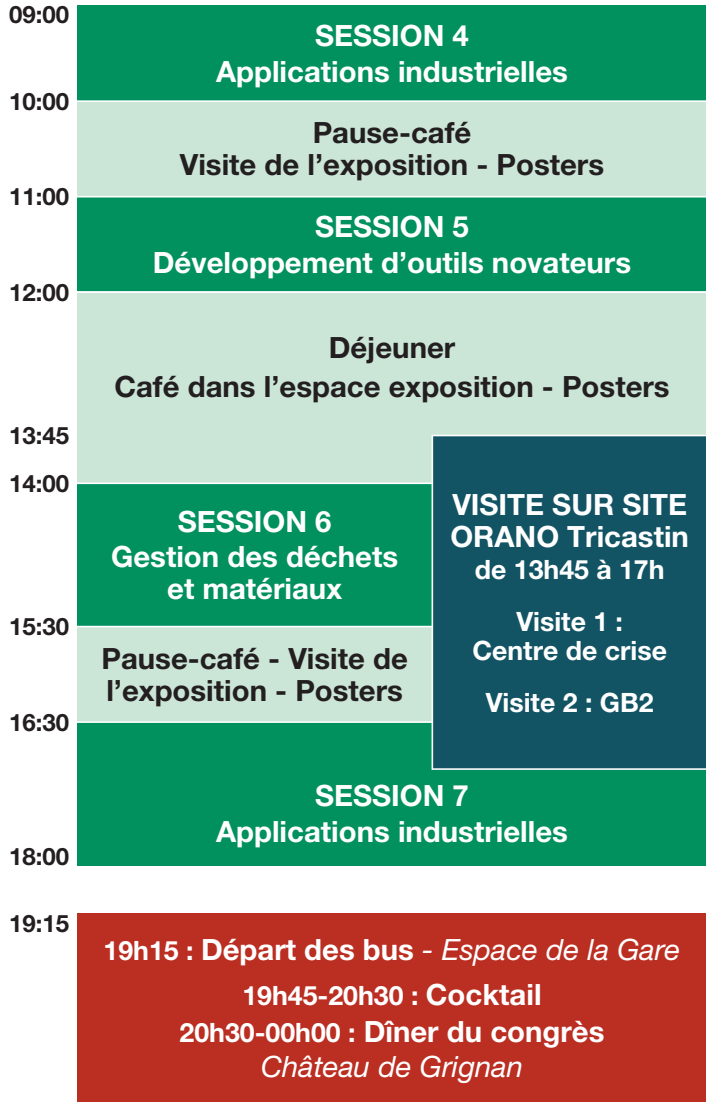 09:00
SESSION 4
Applications industrielles
10:00
Pause-café
Visite de l’exposition - Posters
11:00
SESSION 5
Développement d’outils novateurs
12:00
Déjeuner
Café dans l’espace exposition - Posters
13:45
14:00
SESSION 6
Gestion des déchets
et matériaux
VISITE SUR SITE
ORANO Tricastin
de 13h45 à 17h
Visite 1 :
Centre de crise
Visite 2 : GB2
15:30
Pause-café - Visite de
l’exposition - Posters
16:30
SESSION 7
Applications industrielles
18:00
19:15
19h15 : Départ des bus - Espace de la Gare
19h45-20h30 : Cocktail
20h30-00h00 : Dîner du congrès
Château de Grignan